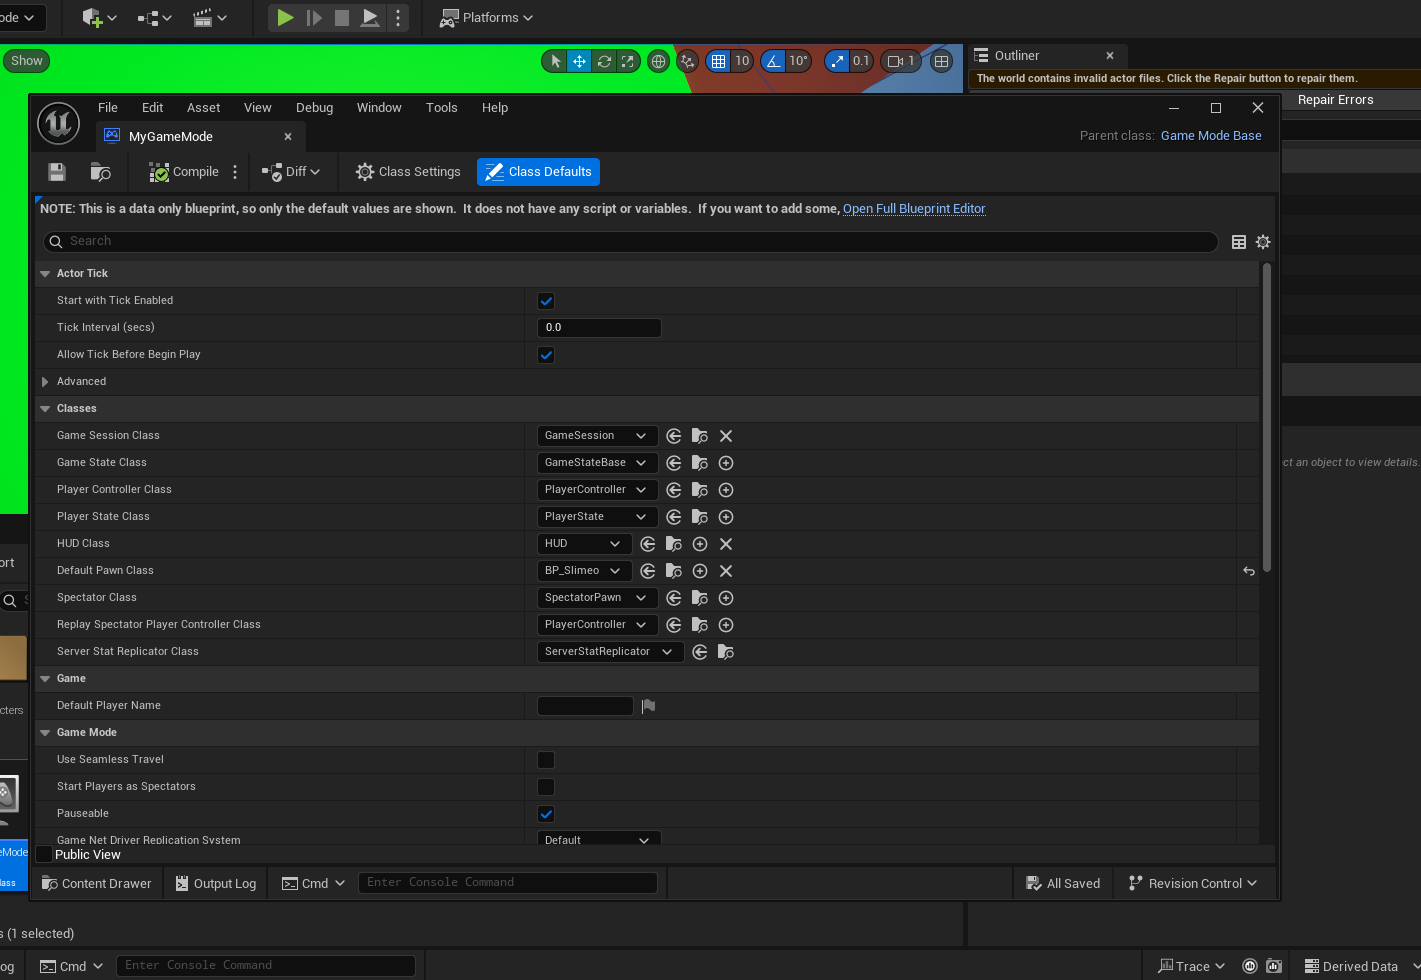 ode
Platforms
Show
10
10°
0.1
1
Outliner
The world contains invalid actor files. Click the Repair button to repair them.
Repair Errors
File Edit Asset View Debug Window Tools Help
MyGameMode
Parent class: Game Mode Base
Compile
Diff
Class Settings
Class Defaults
NOTE: This is a data only blueprint, so only the default values are shown. It does not have any script or variables. If you want to add some, Open Full Blueprint Editor
Search
Actor Tick
Start with Tick Enabled
Tick Interval (secs) 0.0
Allow Tick Before Begin Play
Advanced
Classes
Game Session Class GameSession
Game State Class GameStateBase
Player Controller Class PlayerController
Player State Class PlayerState
HUD Class HUD
Default Pawn Class BP_Slimeo
Spectator Class SpectatorPawn
Replay Spectator Player Controller Class PlayerController
Server Stat Replicator Class ServerStatReplicator
Game
Default Player Name
Game Mode
Use Seamless Travel
Start Players as Spectators
Pauseable
Game Net Driver Replication System Default
Public View
Content Drawer
Output Log
Cmd
Enter Console Command
All Saved
Revision Control
ct an object to view details.
ort
S
cters
eMode
lass
s (1 selected)
og
Cmd
Enter Console Command
Trace
Derived Data